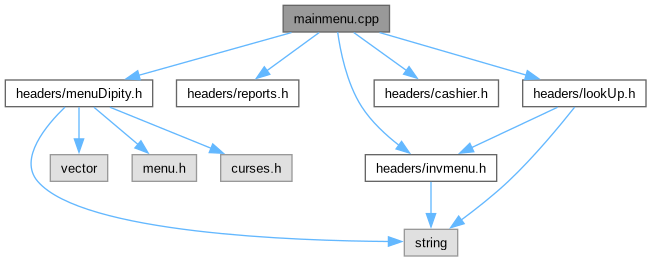 mainmenu.cpp
headers/menuDipity.h
headers/reports.h
headers/cashier.h
headers/lookUp.h
vector
menu.h
curses.h
headers/invmenu.h
string